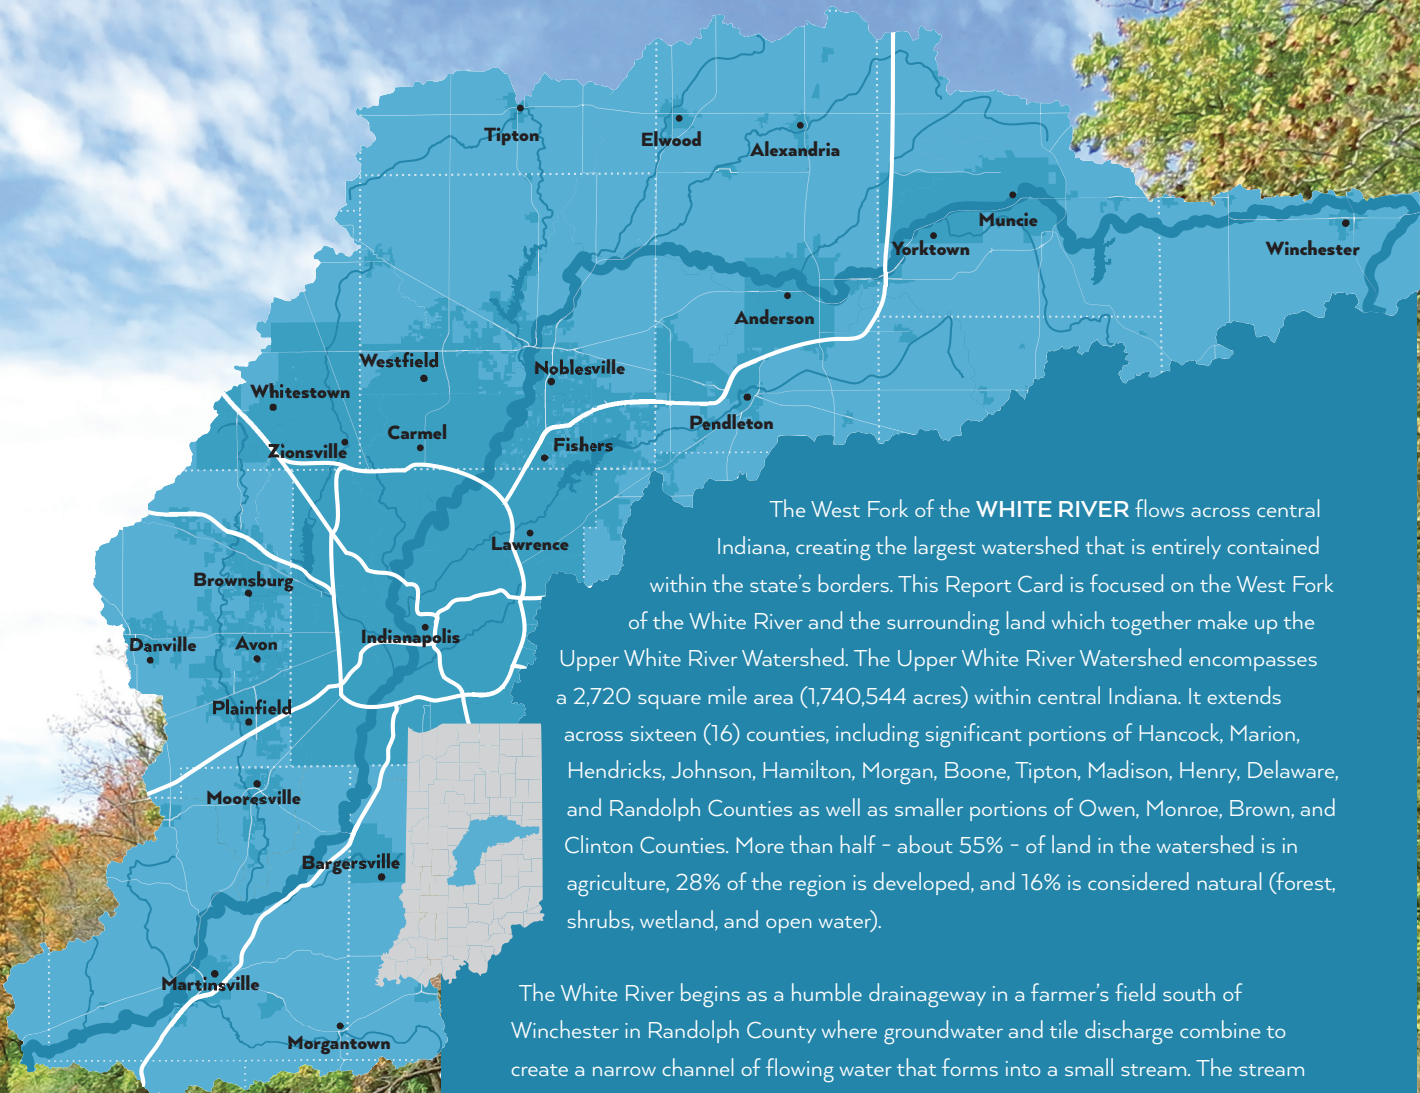 Tipton
Elwood
Alexandria
Muncie
Yorktown
Winchester
Anderson
Westfield
Noblesville
Whitestown
Pendleton
Carmel
Fishers
Zionsville
Lawrence
Brownsburg
Indianapolis
Danville
Avon
Plainfield
Mooresville
Bargersville
Martinsville
Morgantown
The West Fork of the WHITE RIVER flows across central
Indiana, creating the largest watershed that is entirely contained
within the state's borders. This Report Card is focused on the West Fork
of the White River and the surrounding land which together make up the
Upper White River Watershed. The Upper White River Watershed encompasses
a 2,720 square mile area (1,740,544 acres) within central Indiana. It extends
across sixteen (16) counties, including significant portions of Hancock, Marion,
Hendricks, Johnson, Hamilton, Morgan, Boone, Tipton, Madison, Henry, Delaware,
and Randolph Counties as well as smaller portions of Owen, Monroe, Brown, and
Clinton Counties. More than half - about 55% - of land in the watershed is in
agriculture, 28% of the region is developed, and 16% is considered natural (forest,
shrubs, wetland, and open water).
The White River begins as a humble drainageway in a farmer's field south of
Winchester in Randolph County where groundwater and tile discharge combine to
create a narrow channel of flowing water that forms into a small stream. The stream